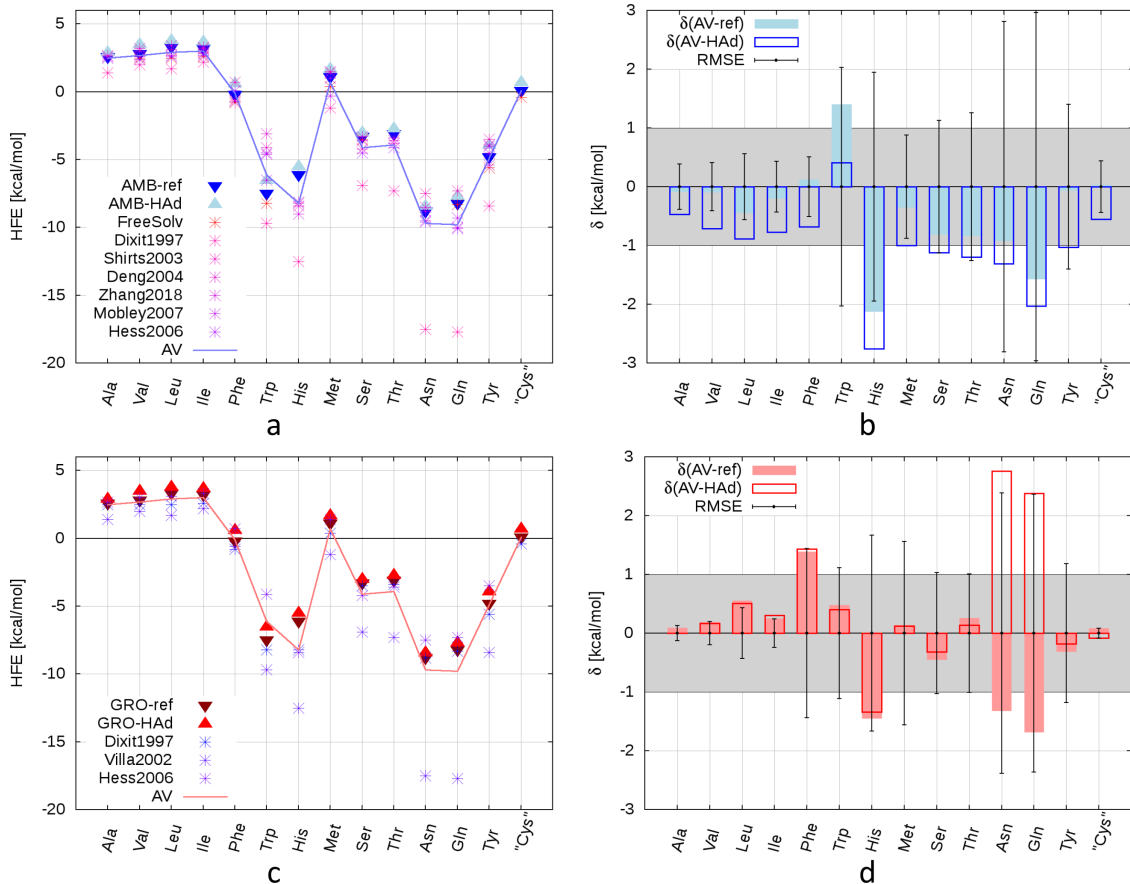 5
0
-5
-10
-15
-20
HFE [kcal/mol]
AMB-ref
AMB-HAd
FreeSolv
Dixit1997
Shirts2003
Deng2004
Zhang2018
Mobley2007
Hess2006
AV
Ala Val Leu Ile Phe Trp His Met Ser Thr Asn Gln Tyr "Cys"
a
3
2
1
0
-1
-2
-3
δ [kcal/mol]
δ(AV-ref)
δ(AV-HAd)
RMSE
Ala Val Leu Ile Phe Trp His Met Ser Thr Asn Gln Tyr "Cys"
b
5
0
-5
-10
-15
-20
HFE [kcal/mol]
GRO-ref
GRO-HAd
Dixit1997
Villa2002
Hess2006
AV
Ala Val Leu Ile Phe Trp His Met Ser Thr Asn Gln Tyr "Cys"
c
3
2
1
0
-1
-2
-3
δ [kcal/mol]
δ(AV-ref)
δ(AV-HAd)
RMSE
Ala Val Leu Ile Phe Trp His Met Ser Thr Asn Gln Tyr "Cys"
d